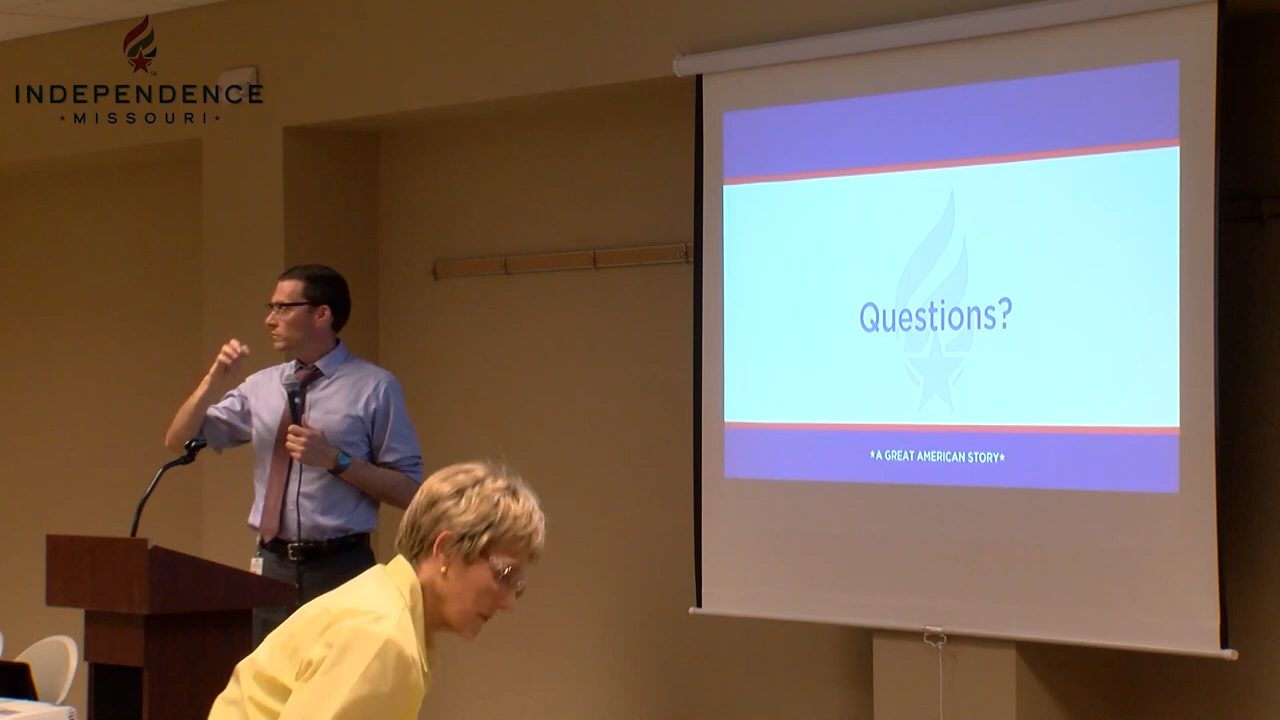 INDEPENDENCE
*MISSOURI*
Questions?
*A GREAT AMERICAN STORY*